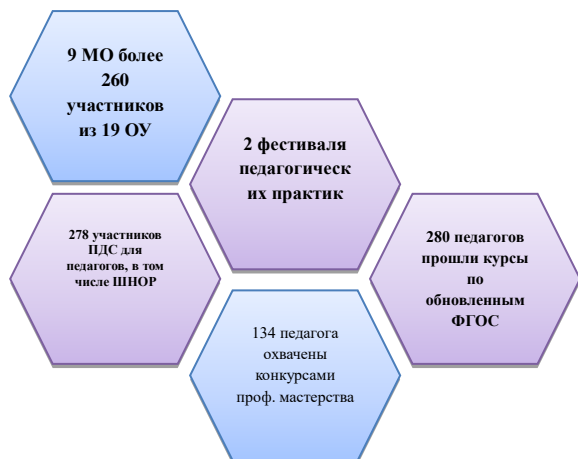 9 МО более
260
участников
из 19 ОУ
2 фестиваля
педагогическ
их практик
278 участников
ПДС для
педагогов, в том
числе ШНОР
280 педагогов
прошли курсы
по
обновленным
ФГОС
134 педагога
охвачены
конкурсами
проф. мастерства